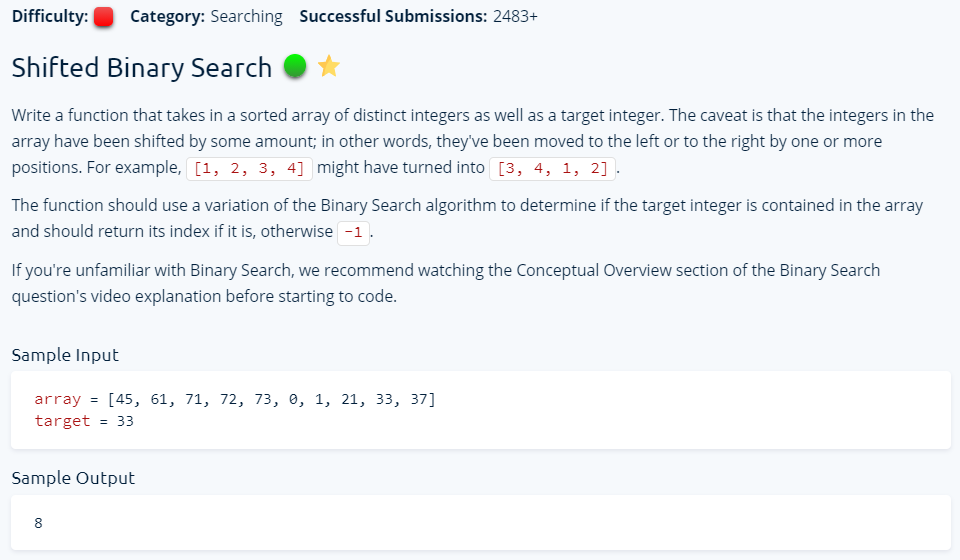 Difficulty: Category: Searching Successful Submissions: 2483+
Shifted Binary Search
Write a function that takes in a sorted array of distinct integers as well as a target integer. The caveat is that the integers in the
array have been shifted by some amount; in other words, they've been moved to the left or to the right by one or more
positions. For example, [1, 2, 3, 4] might have turned into [3, 4, 1, 2].
The function should use a variation of the Binary Search algorithm to determine if the target integer is contained in the array
and should return its index if it is, otherwise -1.
If you're unfamiliar with Binary Search, we recommend watching the Conceptual Overview section of the Binary Search
question's video explanation before starting to code.
Sample Input
array = [45, 61, 71, 72, 73, 0, 1, 21, 33, 37]
target = 33
Sample Output
8